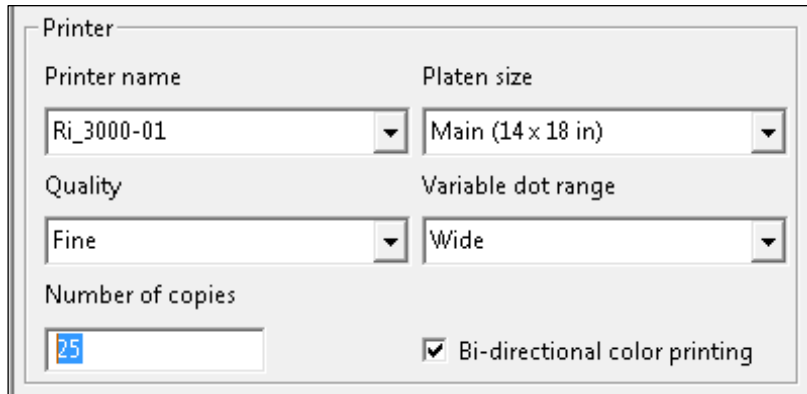 Printer
Printer name
Platen size
Ri_3000-01
Main (14 x 18 in)
Quality
Variable dot range
Fine
Wide
Number of copies
25
Bi-directional color printing